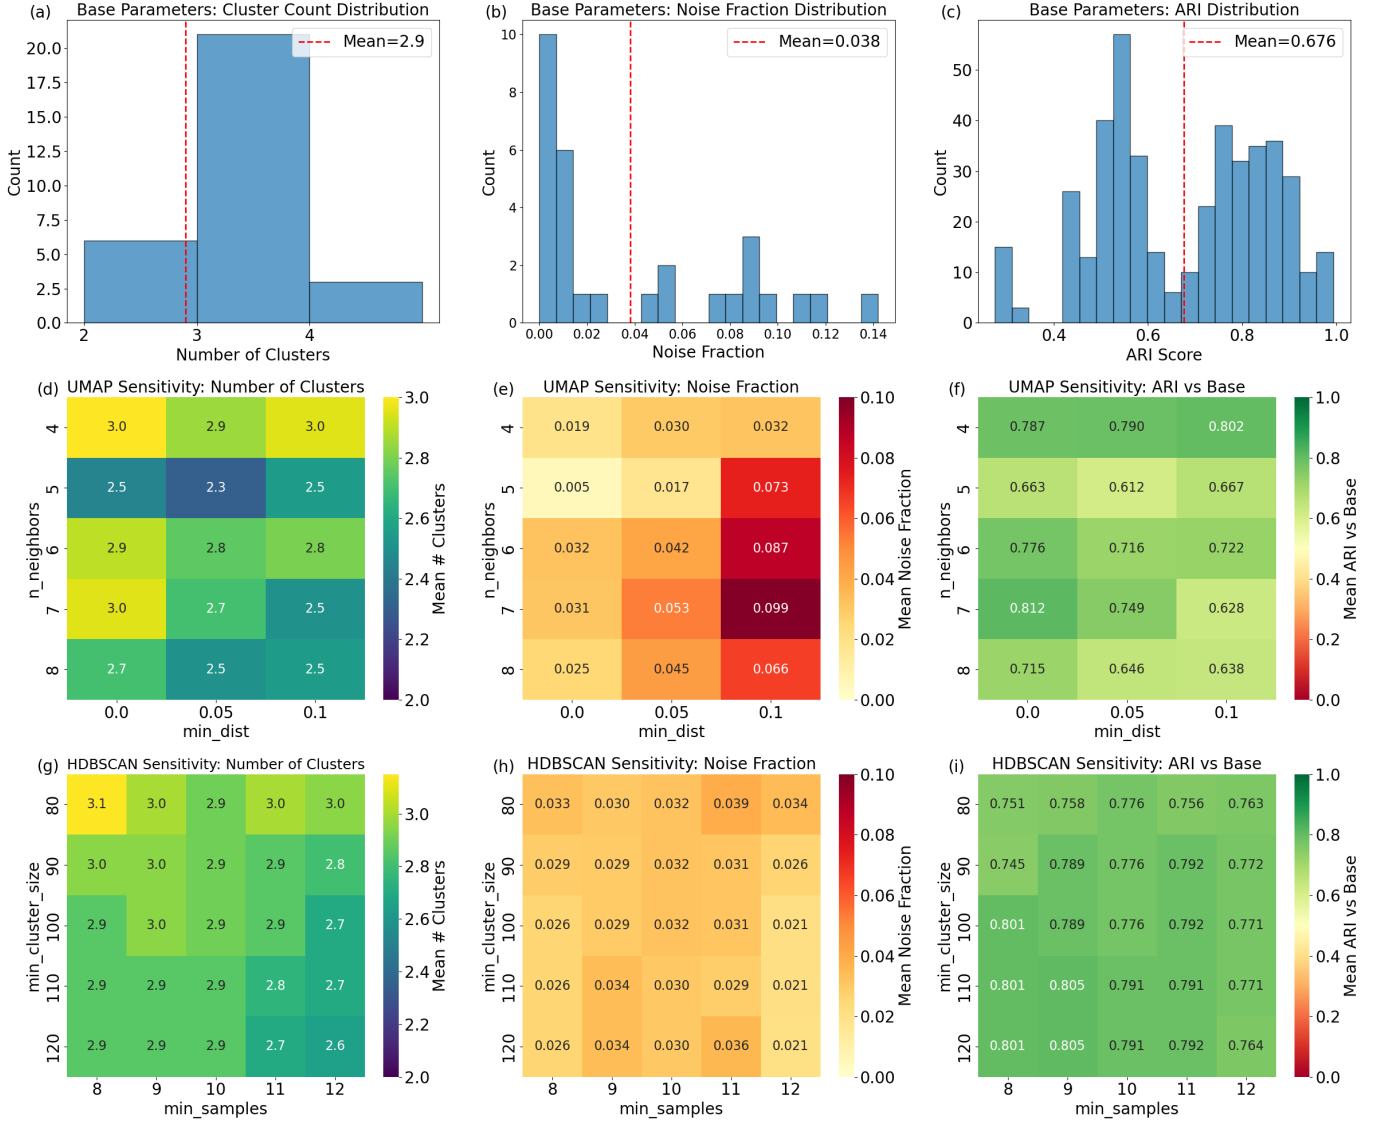 (a) Base Parameters: Cluster Count Distribution
Mean=2.9
Count
20.0
17.5
15.0
12.5
10.0
7.5
5.0
2.5
0.0
2 3 4
Number of Clusters
(b) Base Parameters: Noise Fraction Distribution
Mean=0.038
Count
10
8
6
4
2
0
0.00 0.02 0.04 0.06 0.08 0.10 0.12 0.14
Noise Fraction
(c) Base Parameters: ARI Distribution
Mean=0.676
Count
50
40
30
20
10
0
0.4 0.6 0.8 1.0
ARI Score
(d) UMAP Sensitivity: Number of Clusters
n_neighbors
4 3.0 2.9 3.0
5 2.5 2.3 2.5
6 2.9 2.8 2.8
7 3.0 2.7 2.5
8 2.7 2.5 2.5
0.0 0.05 0.1
min_dist
3.0
2.8
2.6
2.4
2.2
2.0
Mean # Clusters
(e) UMAP Sensitivity: Noise Fraction
n_neighbors
4 0.019 0.030 0.032
5 0.005 0.017 0.073
6 0.032 0.042 0.087
7 0.031 0.053 0.099
8 0.025 0.045 0.066
0.0 0.05 0.1
min_dist
0.10
0.08
0.06
0.04
0.02
0.00
Mean Noise Fraction
(f) UMAP Sensitivity: ARI vs Base
n_neighbors
4 0.787 0.790 0.802
5 0.663 0.612 0.667
6 0.776 0.716 0.722
7 0.812 0.749 0.628
8 0.715 0.646 0.638
0.0 0.05 0.1
min_dist
1.0
0.8
0.6
0.4
0.2
0.0
Mean ARI vs Base
(g) HDBSCAN Sensitivity: Number of Clusters
min_cluster_size
80 3.1 3.0 2.9 3.0 3.0
90 3.0 3.0 2.9 2.9 2.8
100 2.9 3.0 2.9 2.9 2.7
110 2.9 2.9 2.9 2.8 2.7
120 2.9 2.9 2.9 2.7 2.6
8 9 10 11 12
min_samples
3.0
2.8
2.6
2.4
2.2
2.0
Mean # Clusters
(h) HDBSCAN Sensitivity: Noise Fraction
min_cluster_size
80 0.033 0.030 0.032 0.039 0.034
90 0.029 0.029 0.032 0.031 0.026
100 0.026 0.029 0.032 0.031 0.021
110 0.026 0.034 0.030 0.029 0.021
120 0.026 0.034 0.030 0.036 0.021
8 9 10 11 12
min_samples
0.10
0.08
0.06
0.04
0.02
0.00
Mean Noise Fraction
(i) HDBSCAN Sensitivity: ARI vs Base
min_cluster_size
80 0.751 0.758 0.776 0.756 0.763
90 0.745 0.789 0.776 0.792 0.772
100 0.801 0.789 0.776 0.792 0.771
110 0.801 0.805 0.791 0.791 0.771
120 0.801 0.805 0.791 0.792 0.764
8 9 10 11 12
min_samples
1.0
0.8
0.6
0.4
0.2
0.0
Mean ARI vs Base